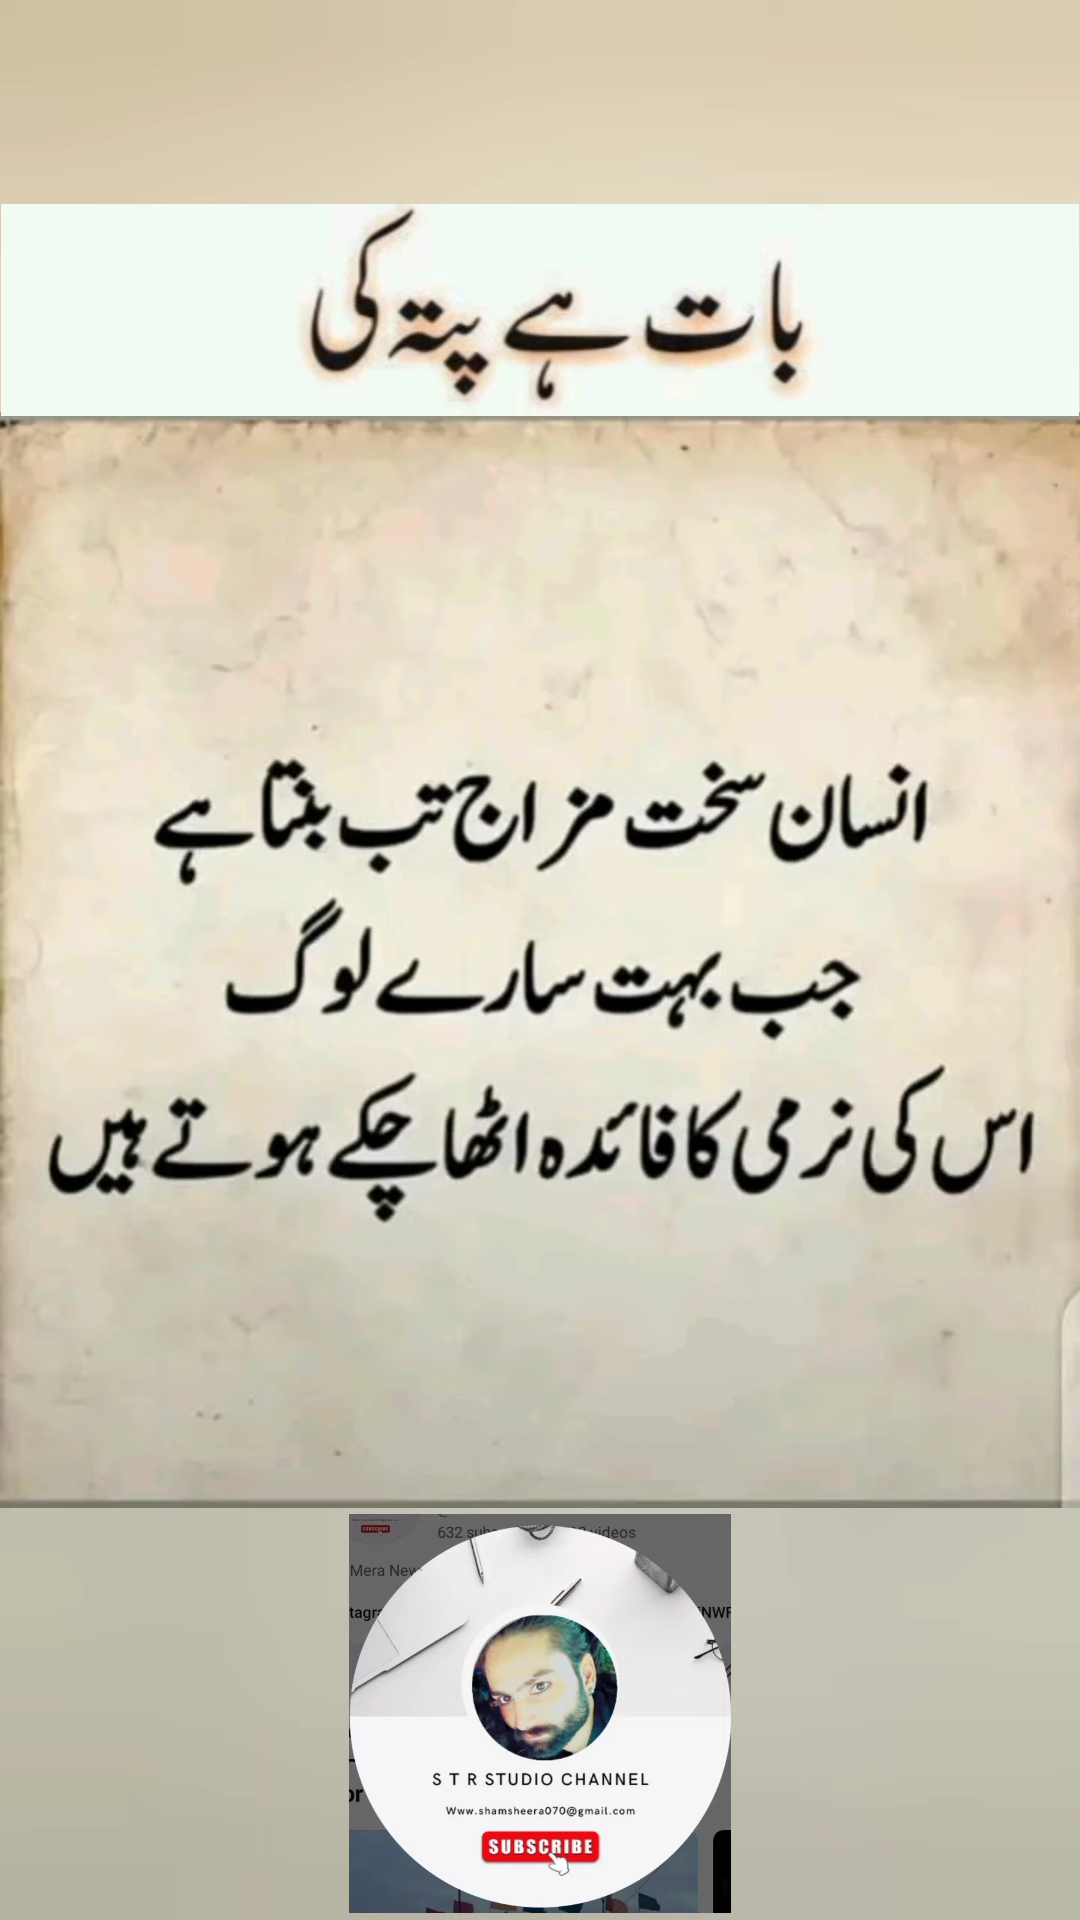 بات ہے پتہ کی
انسان سخت مزاج تب بنتا ہے
جب بہت سارے لوگ
اس کی نرمی کا فائدہ اٹھا چکے ہوتے ہیں
SUBSCRIBE
632 videos
Mera New
S T R STUDIO CHANNEL
Www.shamsheera070@gmail.com
SUBSCRIBE